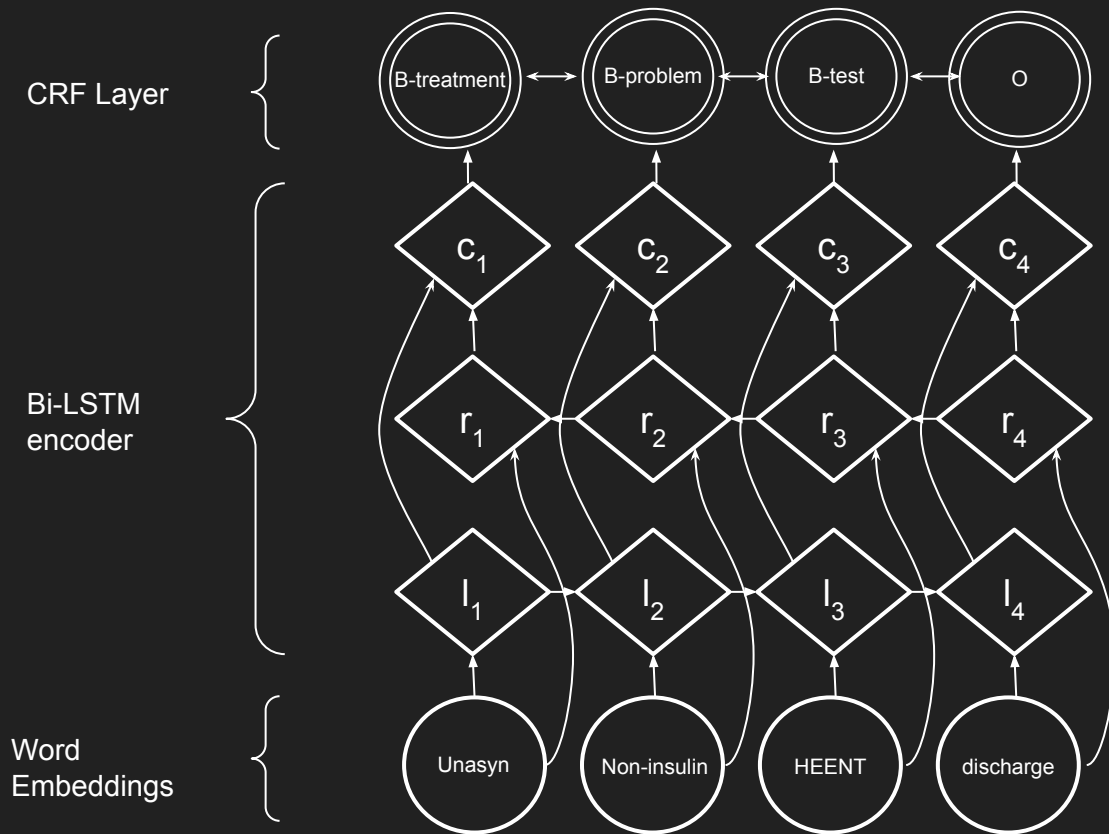 CRF Layer
B-treatment
B-problem
B-test
O
c1
c2
c3
c4
Bi-LSTM
encoder
r1
r2
r3
r4
l1
l2
l3
l4
Word
Embeddings
Unasyn
Non-insulin
HEENT
discharge